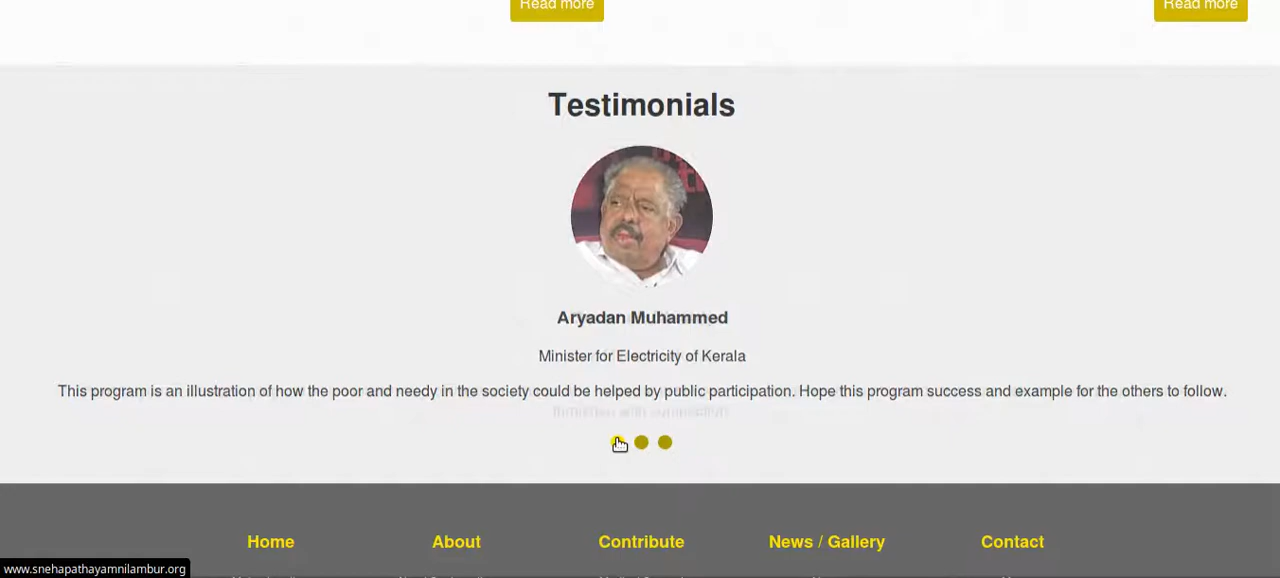 Read more
Read more
Testimonials
Aryadan Muhammed
Minister for Electricity of Kerala
This program is an illustration of how the poor and needy in the society could be helped by public participation. Hope this program success and example for the others to follow.
Home
About
Contribute
News / Gallery
Contact
www.snehapathayamnilambur.org